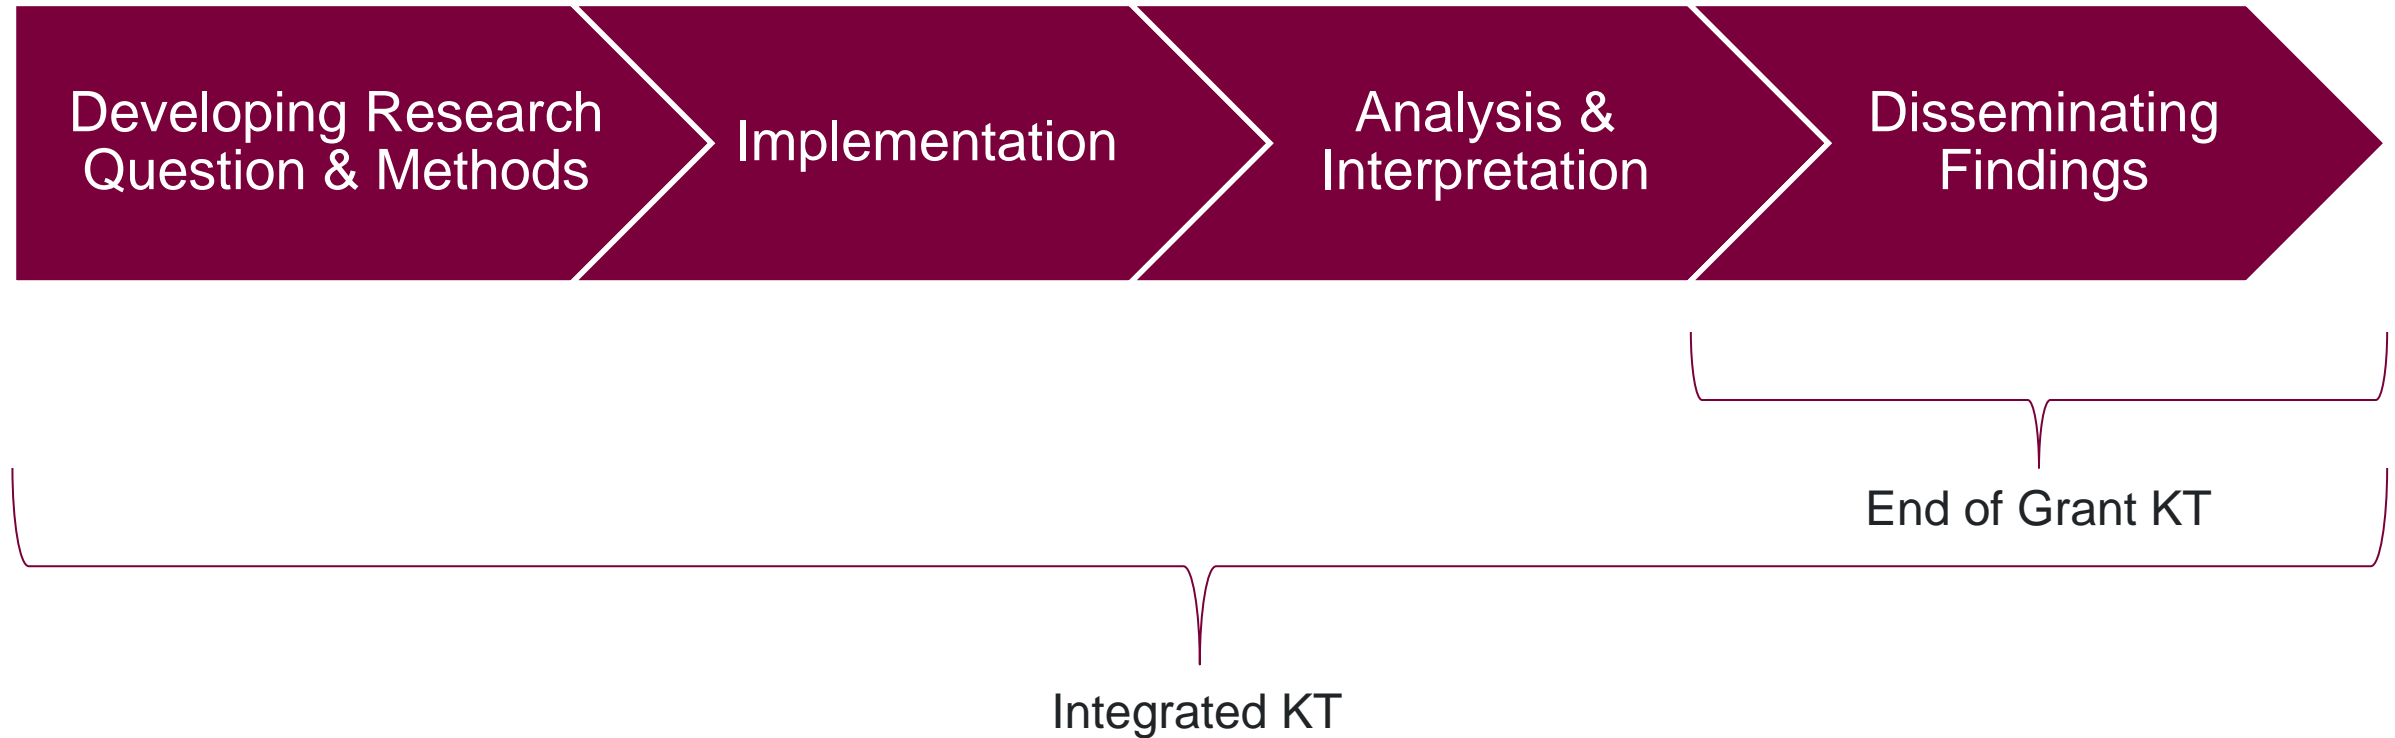 Developing Research
Question & Methods
Implementation
Analysis &
Interpretation
Disseminating
Findings
End of Grant KT
Integrated KT